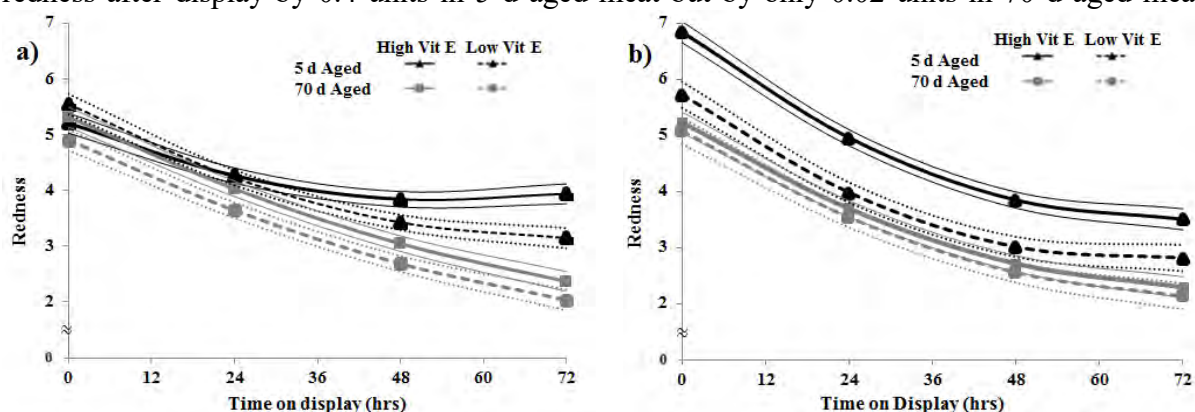 redness after display by 0.4 units in 5 d aged meat but by only 0.02 units in 70 d aged meat
a)
High Vit E Low Vit E
5 d Aged
70 d Aged
Redness
7
6
5
4
3
2
0
0 12 24 36 48 60 72
Time on display (hrs)
b)
High Vit E Low Vit E
5 d Aged
70 d Aged
Redness
7
6
5
4
3
2
0
0 12 24 36 48 60 72
Time on Display (hrs)